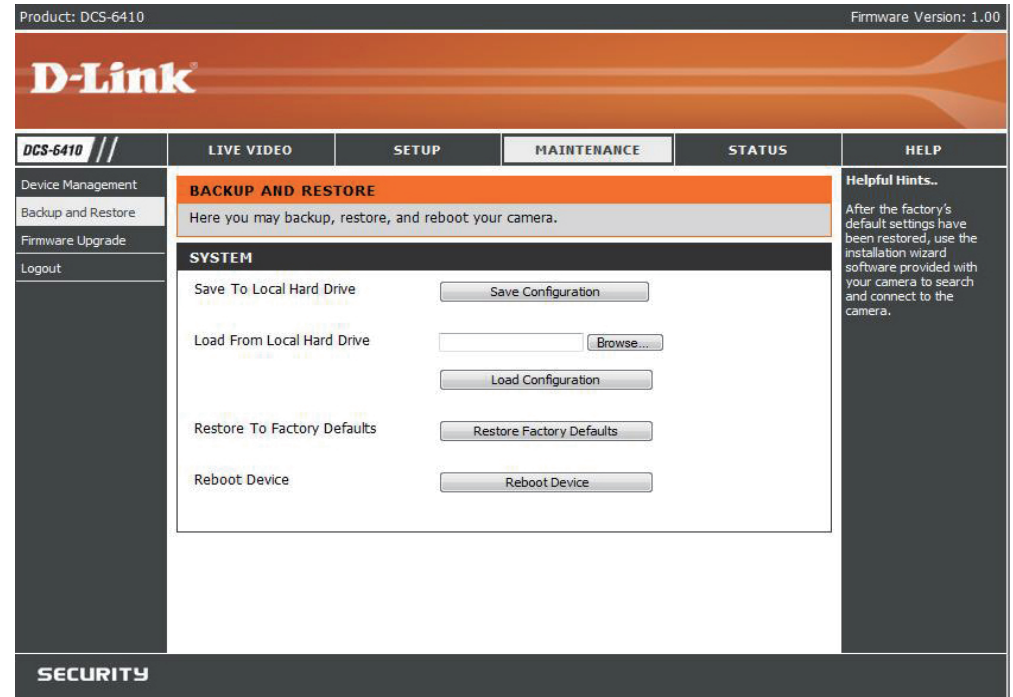 Product: DCS-6410
Firmware Version: 1.00
D-Link
DCS-6410
LIVE VIDEO
SETUP
MAINTENANCE
STATUS
HELP
Device Management
Backup and Restore
Firmware Upgrade
Logout
BACKUP AND RESTORE
Here you may backup, restore, and reboot your camera.
SYSTEM
Save To Local Hard Drive
Save Configuration
Load From Local Hard Drive
Browse...
Load Configuration
Restore To Factory Defaults
Restore Factory Defaults
Reboot Device
Reboot Device
Helpful Hints..
After the factory's
default settings have
been restored, use the
installation wizard
software provided with
your camera to search
and connect to the
camera.
SECURITY